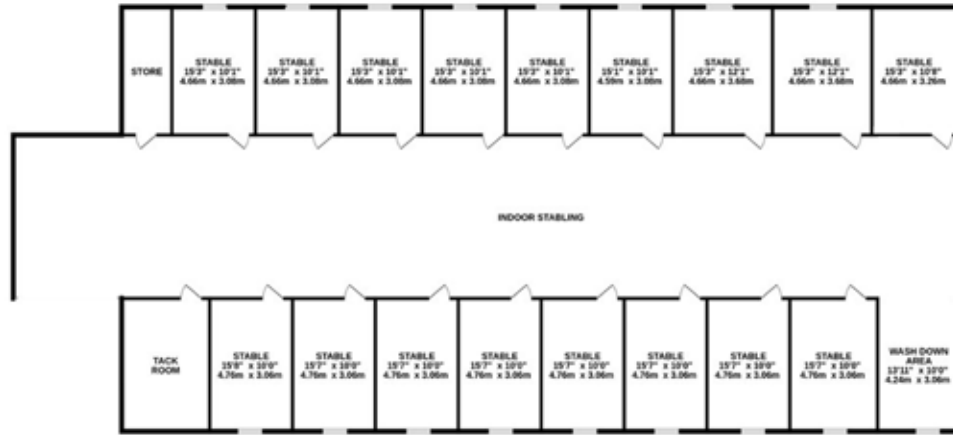 STORE
STABLE
15'3" x 10'1"
4.66m x 3.08m
STABLE
15'3" x 10'1"
4.66m x 3.08m
STABLE
15'3" x 10'1"
4.66m x 3.08m
STABLE
15'3" x 10'1"
4.66m x 3.08m
STABLE
15'3" x 10'1"
4.66m x 3.08m
STABLE
15'1" x 10'1"
4.59m x 3.08m
STABLE
15'3" x 12'1"
4.66m x 3.68m
STABLE
15'3" x 12'1"
4.66m x 3.68m
STABLE
15'3" x 10'8"
4.66m x 3.26m
INDOOR STABLING
TACK
ROOM
STABLE
15'8" x 10'0"
4.76m x 3.06m
STABLE
15'7" x 10'0"
4.76m x 3.06m
STABLE
15'7" x 10'0"
4.76m x 3.06m
STABLE
15'7" x 10'0"
4.76m x 3.06m
STABLE
15'7" x 10'0"
4.76m x 3.06m
STABLE
15'7" x 10'0"
4.76m x 3.06m
STABLE
15'7" x 10'0"
4.76m x 3.06m
STABLE
15'7" x 10'0"
4.76m x 3.06m
WASH DOWN
AREA
13'11" x 10'0"
4.24m x 3.06m